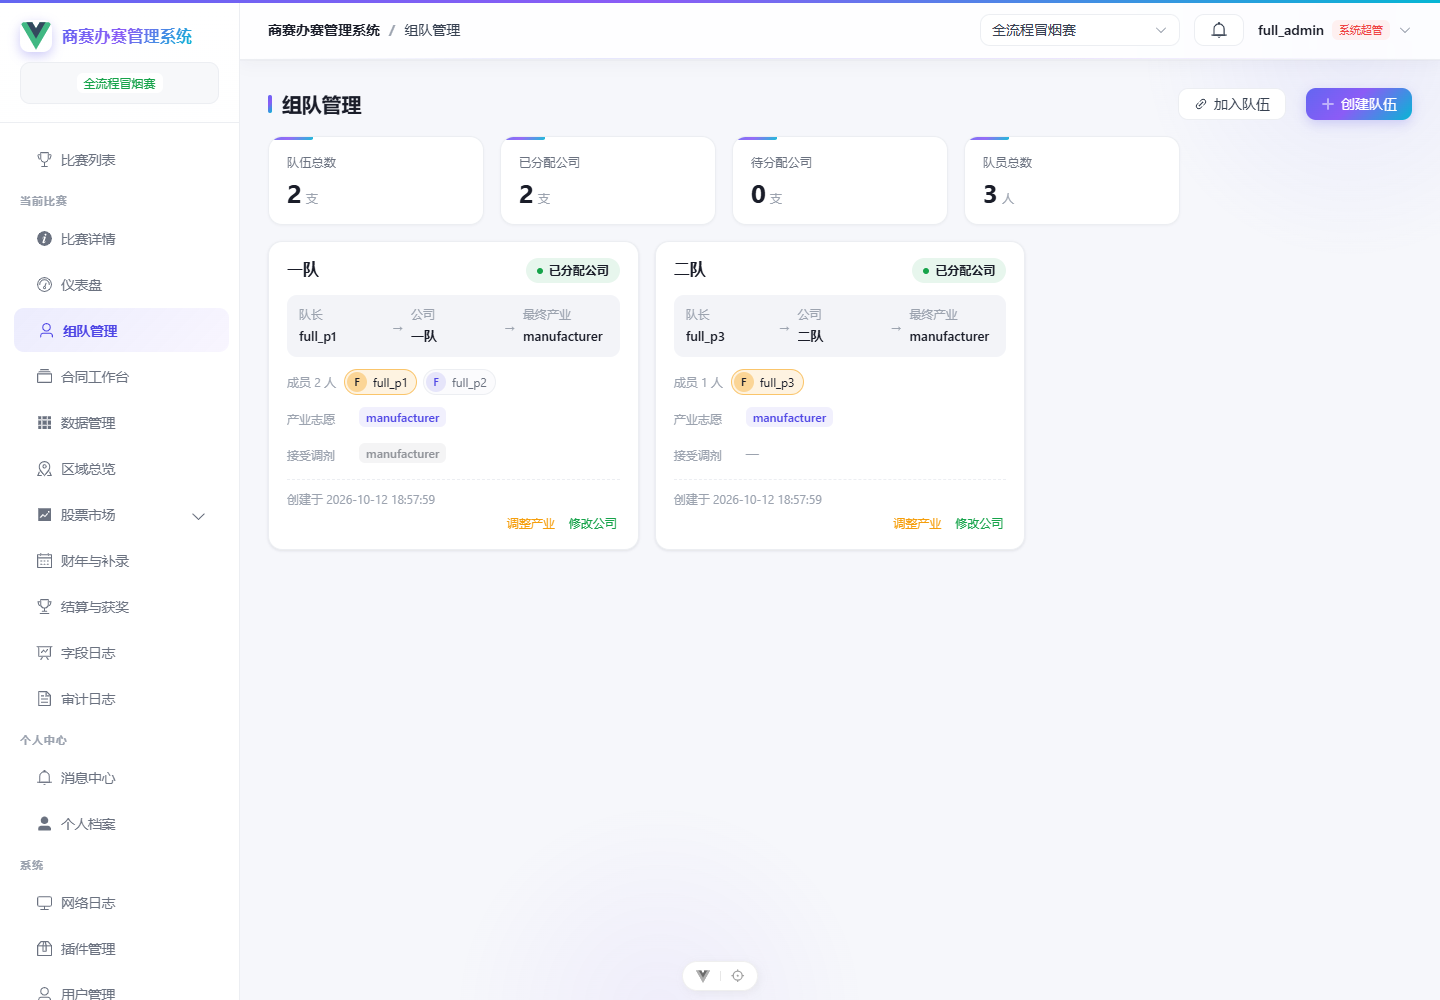 商赛办赛管理系统
全流程冒烟赛
比赛列表
当前比赛
比赛详情
仪表盘
组队管理
合同工作台
数据管理
区域总览
股票市场
财年与补录
结算与获奖
字段日志
审计日志
个人中心
消息中心
个人档案
系统
网络日志
插件管理
用户管理
商赛办赛管理系统 / 组队管理
全流程冒烟赛
full_admin 系统超管
组队管理
加入队伍
创建队伍
队伍总数
2 支
已分配公司
2 支
待分配公司
0 支
队员总数
3 人
一队
已分配公司
队长 公司 最终产业
full_p1 → 一队 → manufacturer
成员 2 人 F full_p1 F full_p2
产业志愿 manufacturer
接受调剂 manufacturer
创建于 2026-10-12 18:57:59
调整产业 修改公司
二队
已分配公司
队长 公司 最终产业
full_p3 → 二队 → manufacturer
成员 1 人 F full_p3
产业志愿 manufacturer
接受调剂 —
创建于 2026-10-12 18:57:59
调整产业 修改公司